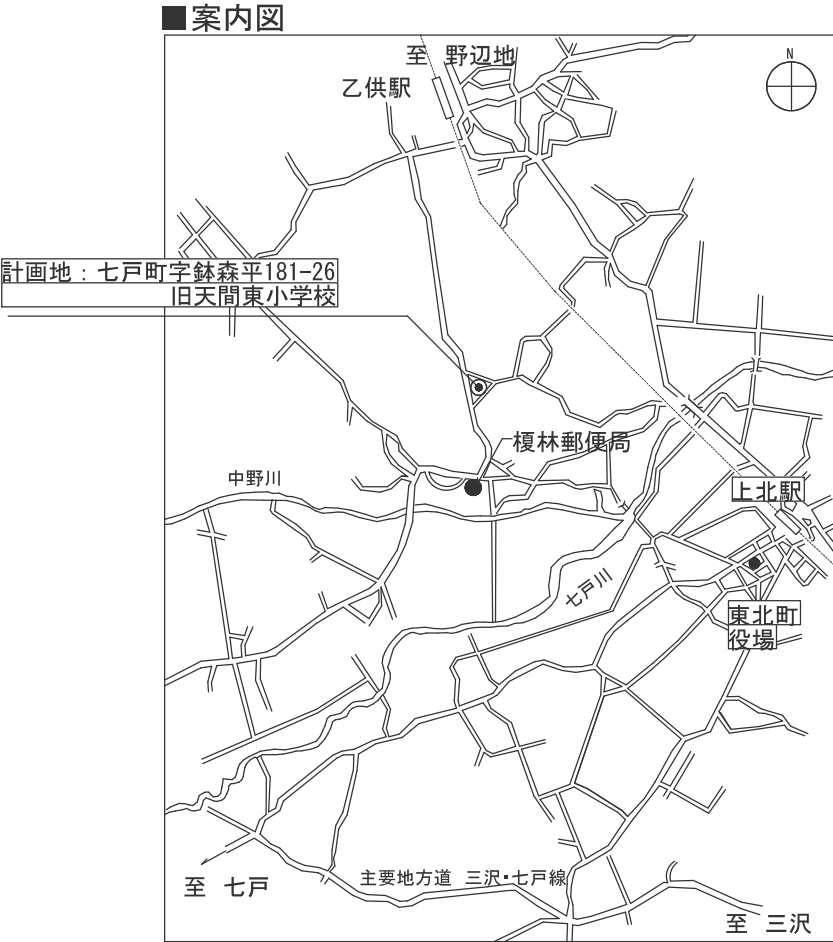 ■案内図
至 野辺地
N
乙供駅
計画地：七戸町字鉢森平181-26
旧天間東小学校
榎林郵便局
中野川
上北駅
七戸川
東北町
役場
主要地方道 三沢・七戸線
至 七戸
至 三沢